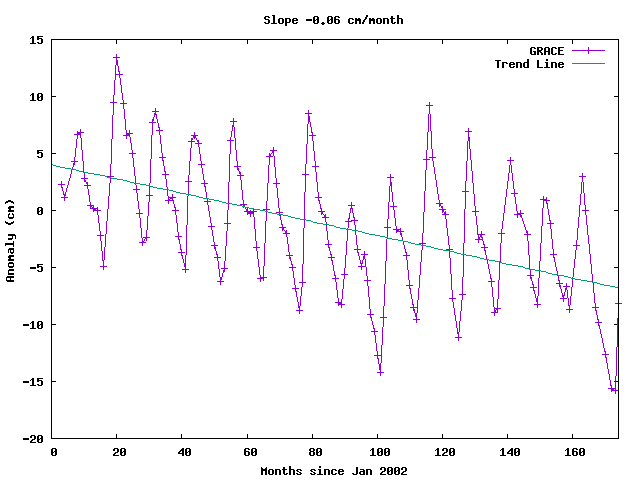 Slope -0.06 cm/month
GRACE
Trend Line
15
10
5
0
-5
-10
-15
-20
Anomaly (cm)
0 20 40 60 80 100 120 140 160
Months since Jan 2002